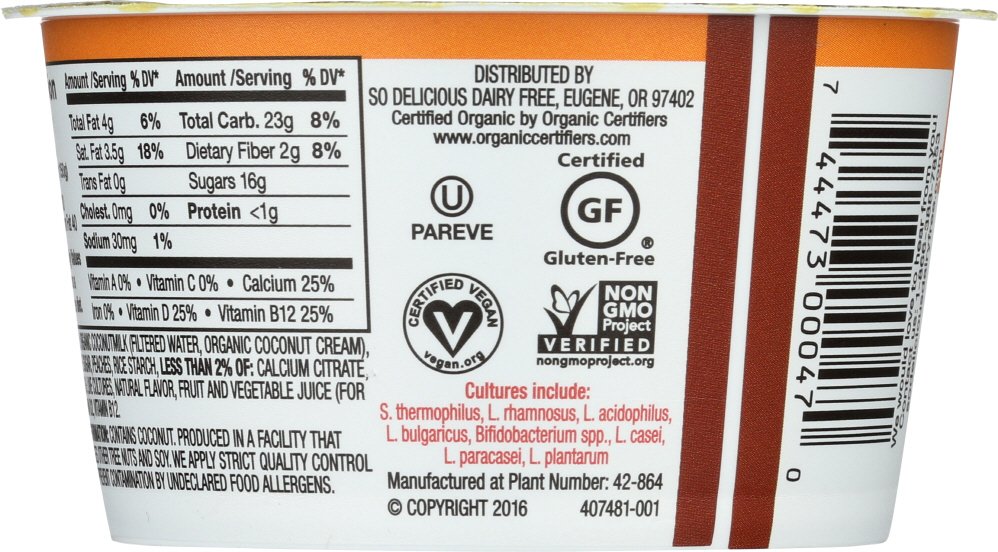 on
Amount /Serving % DV* Amount /Serving % DV*
Total Fat 4g 6% Total Carb. 23g 8%
Sat. Fat 3.5g 18% Dietary Fiber 2g 8%
Trans Fat 0g Sugars 16g
Cholest. 0mg 0% Protein <1g
Sodium 30mg 1%
Vitamin A 0% • Vitamin C 0% • Calcium 25%
Iron 0% • Vitamin D 25% • Vitamin B12 25%
COCONUTMILK (FILTERED WATER, ORGANIC COCONUT CREAM),
PEACHES, RICE STARCH, LESS THAN 2% OF: CALCIUM CITRATE,
CULTURES, NATURAL FLAVOR, FRUIT AND VEGETABLE JUICE (FOR
VITAMIN B12.
CONTAINS COCONUT. PRODUCED IN A FACILITY THAT
TREE NUTS AND SOY. WE APPLY STRICT QUALITY CONTROL
CONTAMINATION BY UNDECLARED FOOD ALLERGENS.
DISTRIBUTED BY
SO DELICIOUS DAIRY FREE, EUGENE, OR 97402
Certified Organic by Organic Certifiers
www.organiccertifiers.com
U
PAREVE
Certified
GF
®
Gluten-Free
CERTIFIED VEGAN
V
vegan.org
NON
GMO
Project
VERIFIED
nongmoproject.org
Cultures include:
S. thermophilus, L. rhamnosus, L. acidophilus,
L. bulgaricus, Bifidobacterium spp., L. casei,
L. paracasei, L. plantarum
Manufactured at Plant Number: 42-864
© COPYRIGHT 2016 407481-001
7 44473 00047 0